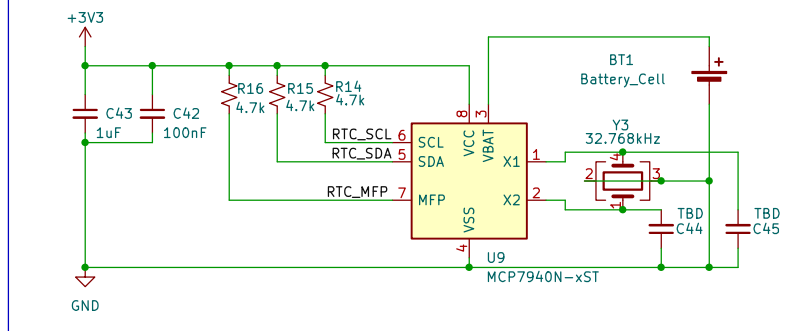 +3V3
BT1
Battery_Cell
R16
4.7k
R15
4.7k
R14
4.7k
C43
1uF
C42
100nF
8
3
VCC
VBAT
RTC_SCL 6 SCL
RTC_SDA 5 SDA
RTC_MFP 7 MFP
X1 1
X2 2
VSS
4
Y3
32.768kHz
4
2
3
1
TBD
C44
TBD
C45
U9
MCP7940N-xST
GND
+